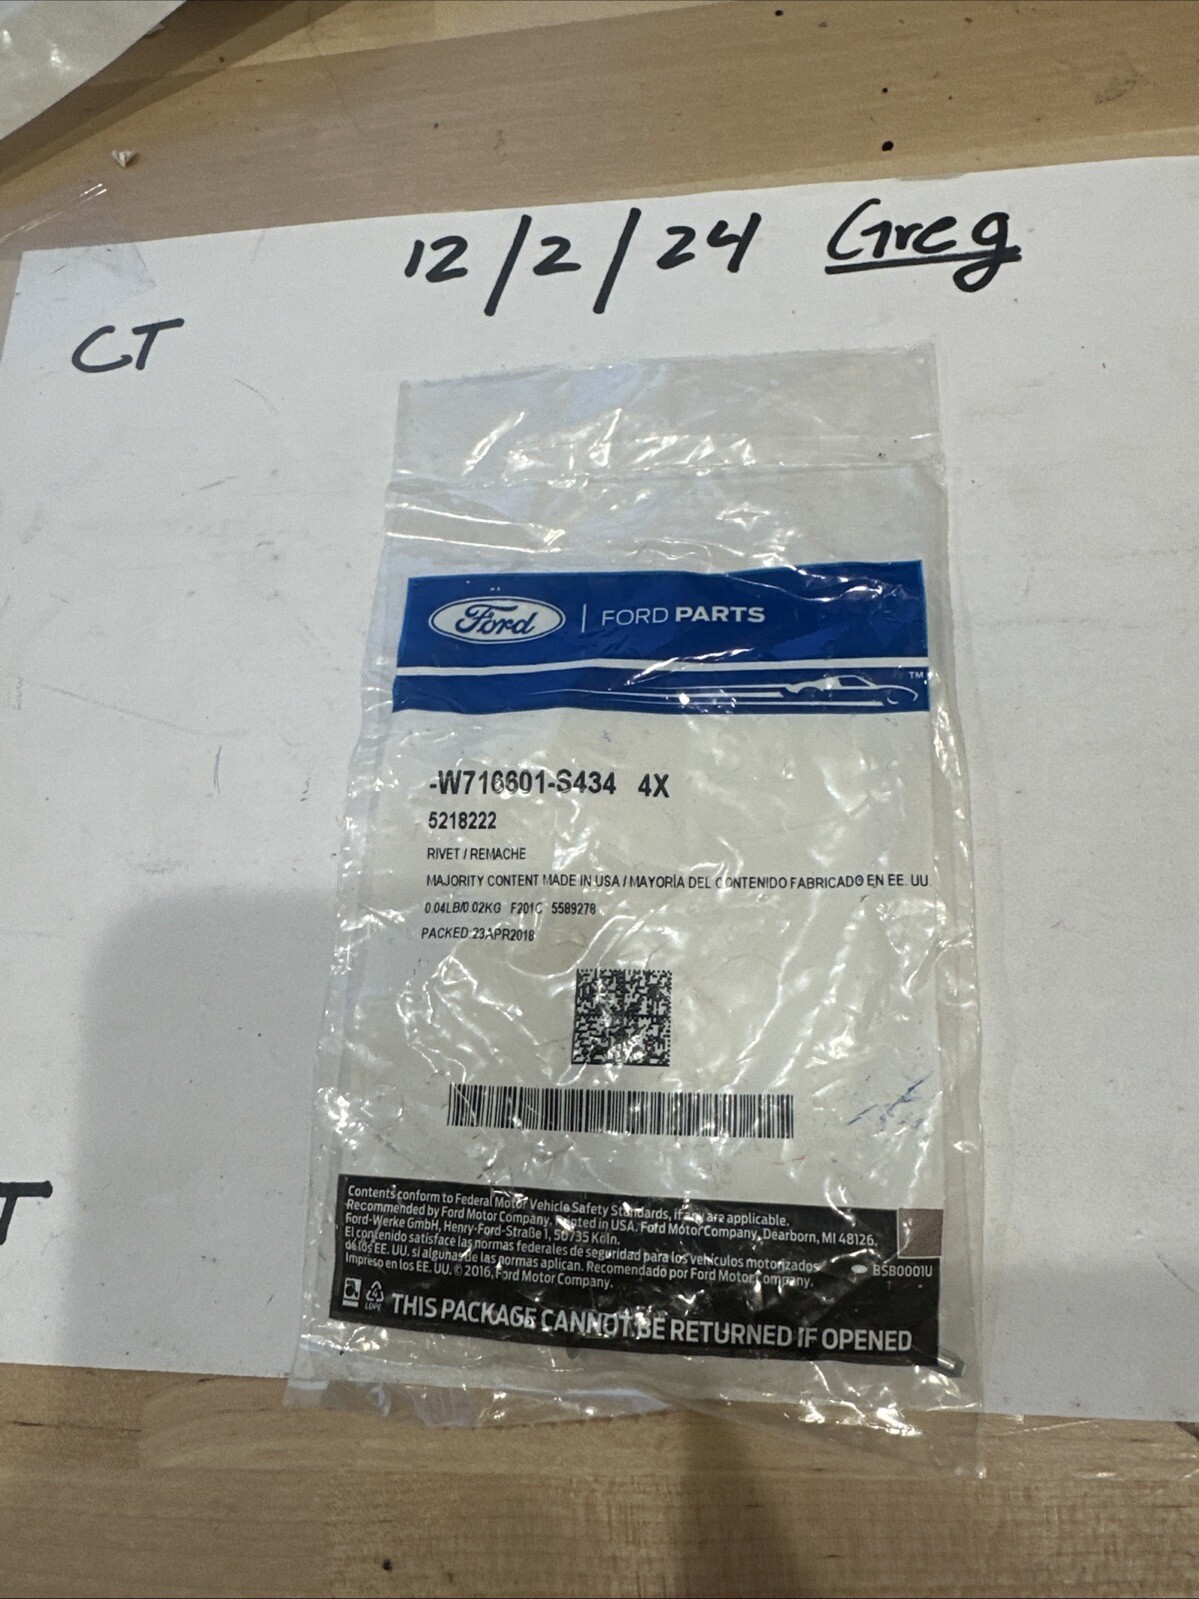 12/2/24 Greg
CT
Ford | FORD PARTS
TM
-W716601-S434 4X
5218222
RIVET / REMACHE
MAJORITY CONTENT MADE IN USA / MAYORÍA DEL CONTENIDO FABRICADO EN EE. UU
0.04LB/0.02KG F201C 5589278
PACKED:23APR2018
Contents conform to Federal Motor Vehicle Safety Standards, if any are applicable.
Recommended by Ford Motor Company. Printed in USA. Ford Motor Company, Dearborn, MI 48126.
Ford-Werke GmbH, Henry-Ford-Straße 1, 50735 Köln.
El contenido satisface las normas federales de seguridad para los vehículos motorizados
de los EE. UU. si algunas de las normas aplican. Recomendado por Ford Motor Company.
Impreso en los EE. UU. © 2016, Ford Motor Company.
BSB0001U
a 4
LDPE
THIS PACKAGE CANNOT BE RETURNED IF OPENED
T